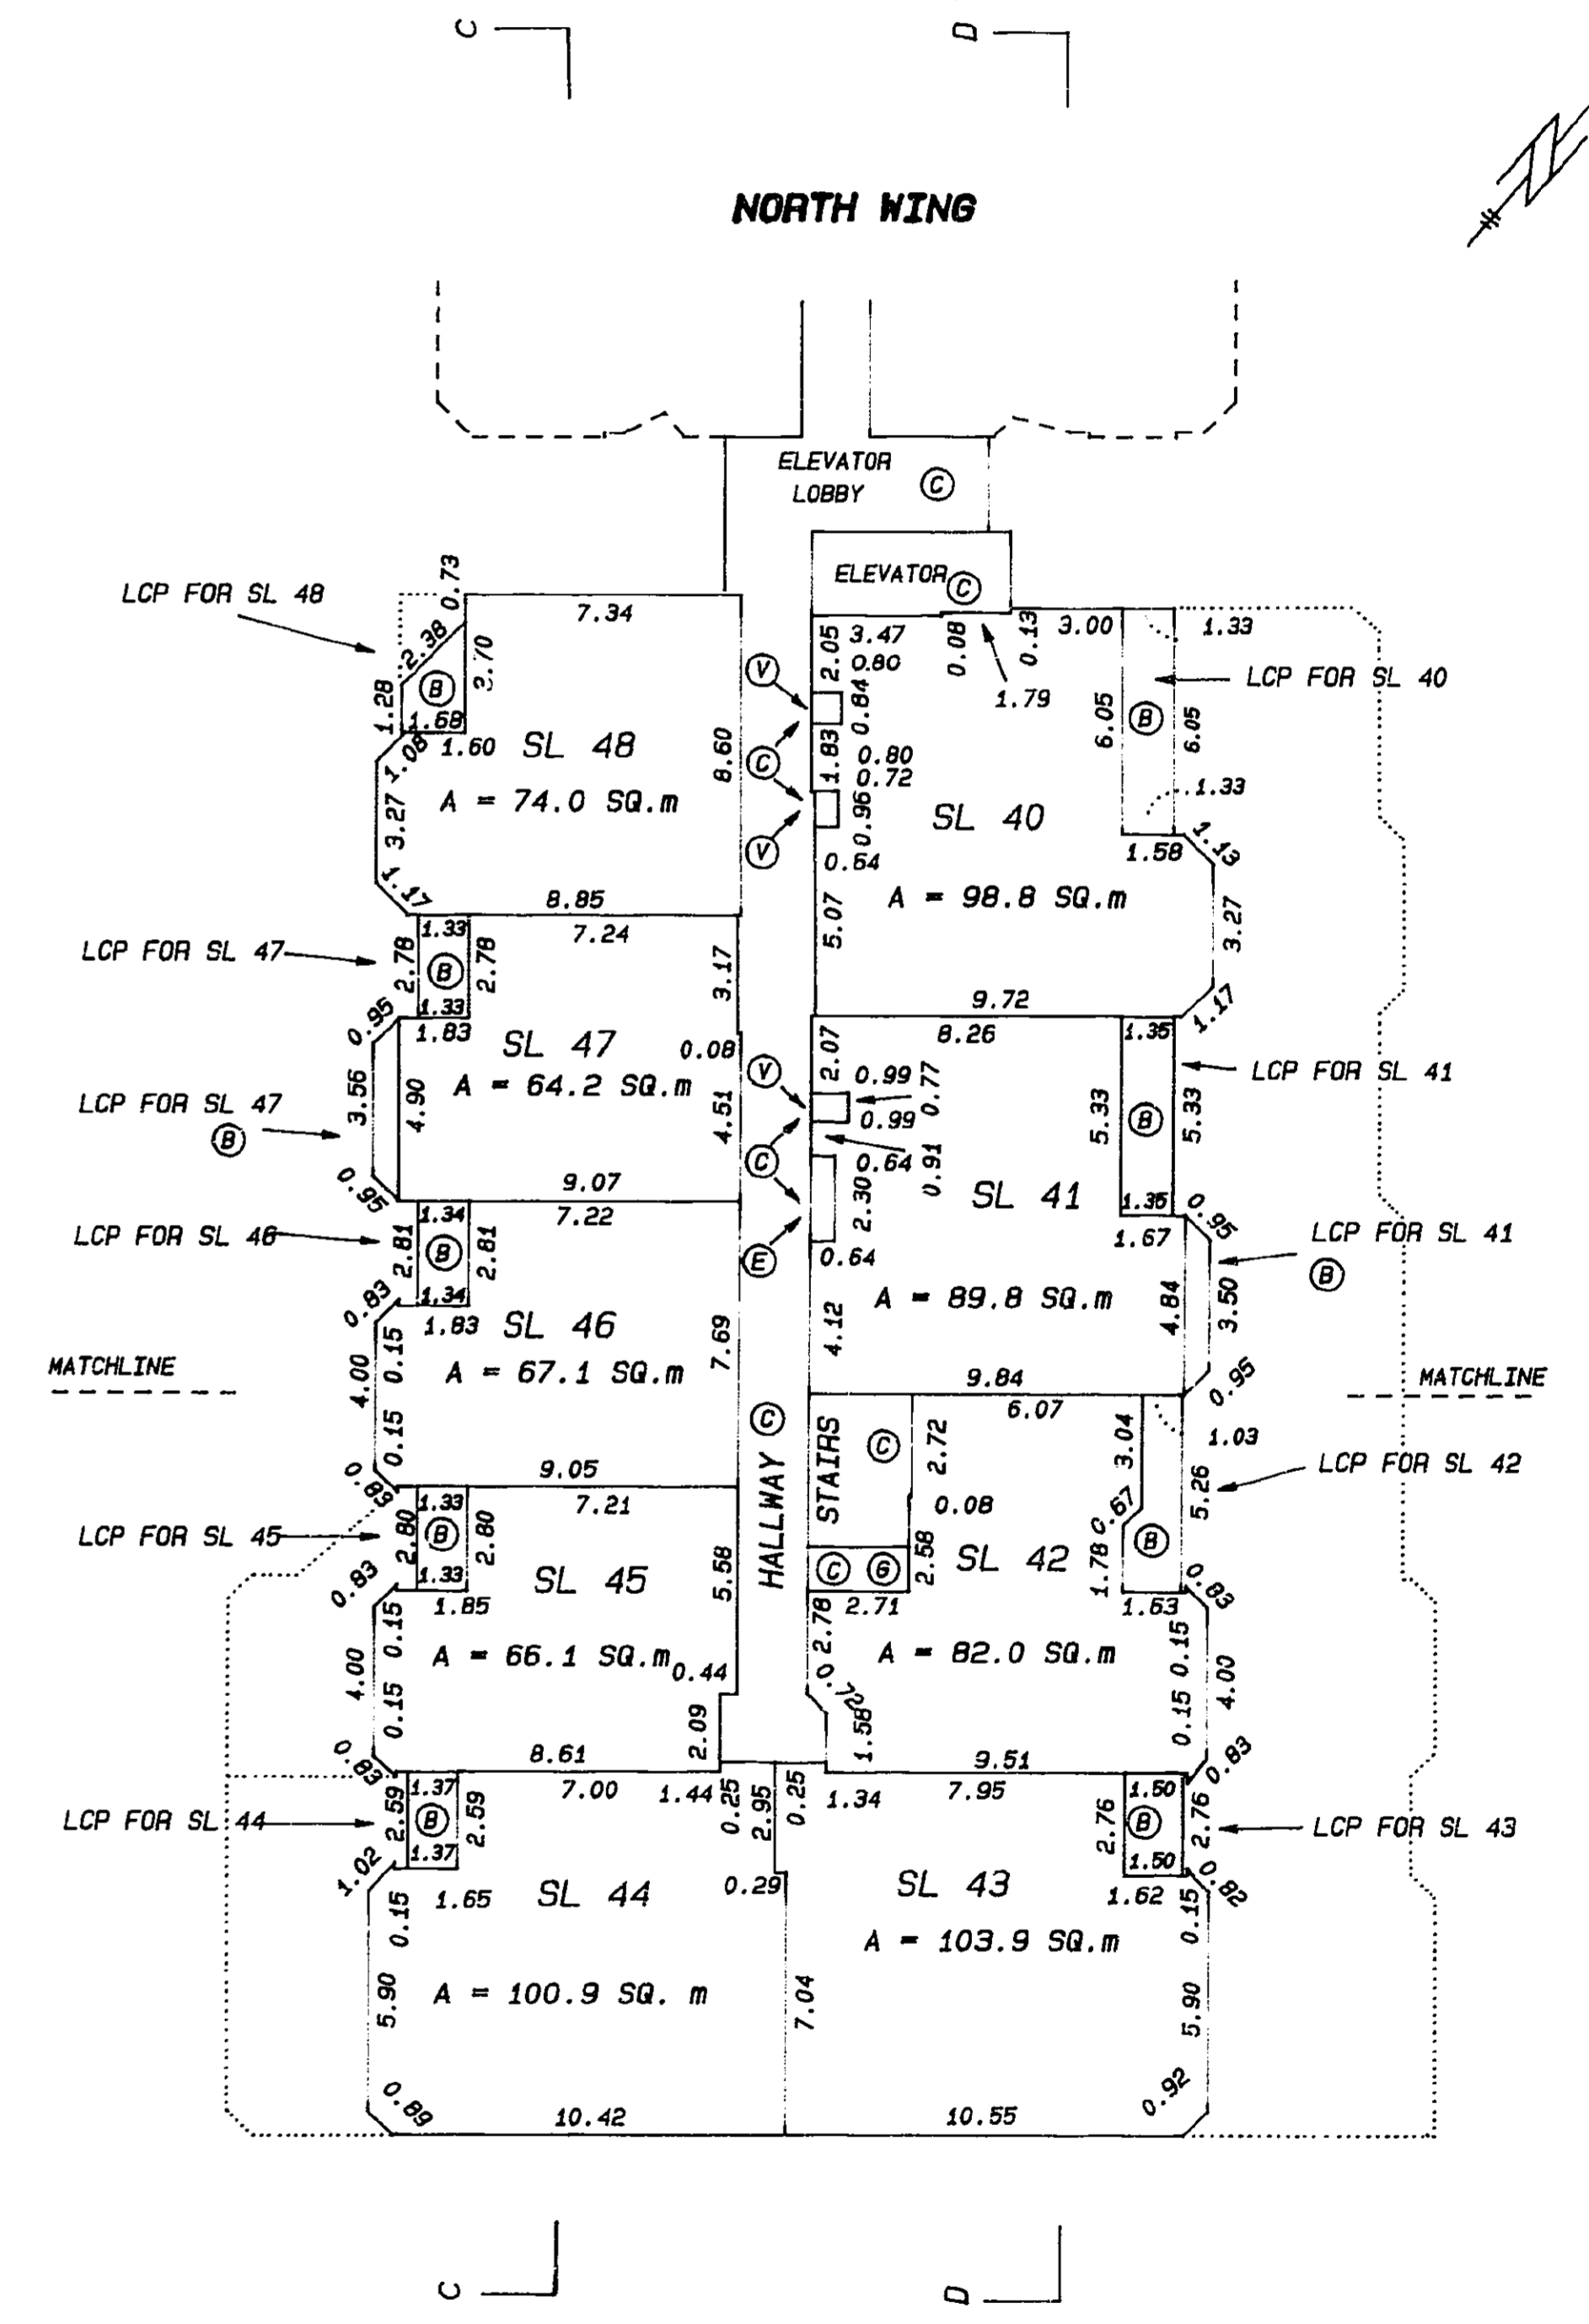 C
D
N
NORTH WING
ELEVATOR
LOBBY
C
ELEVATOR
C
LCP FOR SL 48
0.73
7.34
2.38
B
1.28
1.68
1.08
1.60
SL 48
8.60
A = 74.0 SQ.m
3.27
1.17
8.85
V
C
V
2.05
3.47
0.80
0.08
0.13
3.00
1.33
1.79
0.84
LCP FOR SL 40
6.05
B
6.05
1.83
0.80
0.72
0.96
SL 40
1.33
0.64
1.58
1.13
A = 98.8 SQ.m
5.07
3.27
9.72
1.17
LCP FOR SL 47
1.33
7.24
2.78
B
2.78
3.17
1.33
0.95
1.83
SL 47
0.08
A = 64.2 SQ.m
3.56
4.90
4.51
LCP FOR SL 47
B
0.95
9.07
V
C
E
2.07
8.26
1.35
0.99
0.77
LCP FOR SL 41
0.99
5.33
B
5.33
0.64
0.91
2.30
SL 41
1.35
0.95
1.67
0.64
LCP FOR SL 41
B
A = 89.8 SQ.m
4.84
3.50
4.12
9.84
0.95
LCP FOR SL 46
1.34
7.22
2.81
B
2.81
1.34
0.83
1.83
SL 46
7.69
0.15
4.00
A = 67.1 SQ.m
0.15
9.05
0.83
MATCHLINE
MATCHLINE
HALLWAY C
STAIRS
C
6.07
2.72
3.04
1.03
0.08
5.26
LCP FOR SL 42
0.67
B
C G
2.58
SL 42
1.78
0.83
2.71
1.63
2.78
0.15
A = 82.0 SQ.m
4.00
0.72
0.15
1.58
9.51
0.83
LCP FOR SL 45
1.33
7.21
2.80
B
2.80
1.33
0.83
1.85
SL 45
5.58
0.15
4.00
A = 66.1 SQ.m
0.44
0.15
2.09
0.83
8.61
LCP FOR SL 44
1.37
7.00
1.44
0.25
2.95
0.25
2.59
B
2.59
1.37
1.02
1.65
SL 44
0.29
0.15
A = 100.9 SQ. m
5.90
0.89
10.42
1.34
7.95
1.50
2.76
B
2.76
LCP FOR SL 43
1.50
SL 43
1.62
0.82
0.15
A = 103.9 SQ.m
7.04
5.90
0.92
10.55
C
D